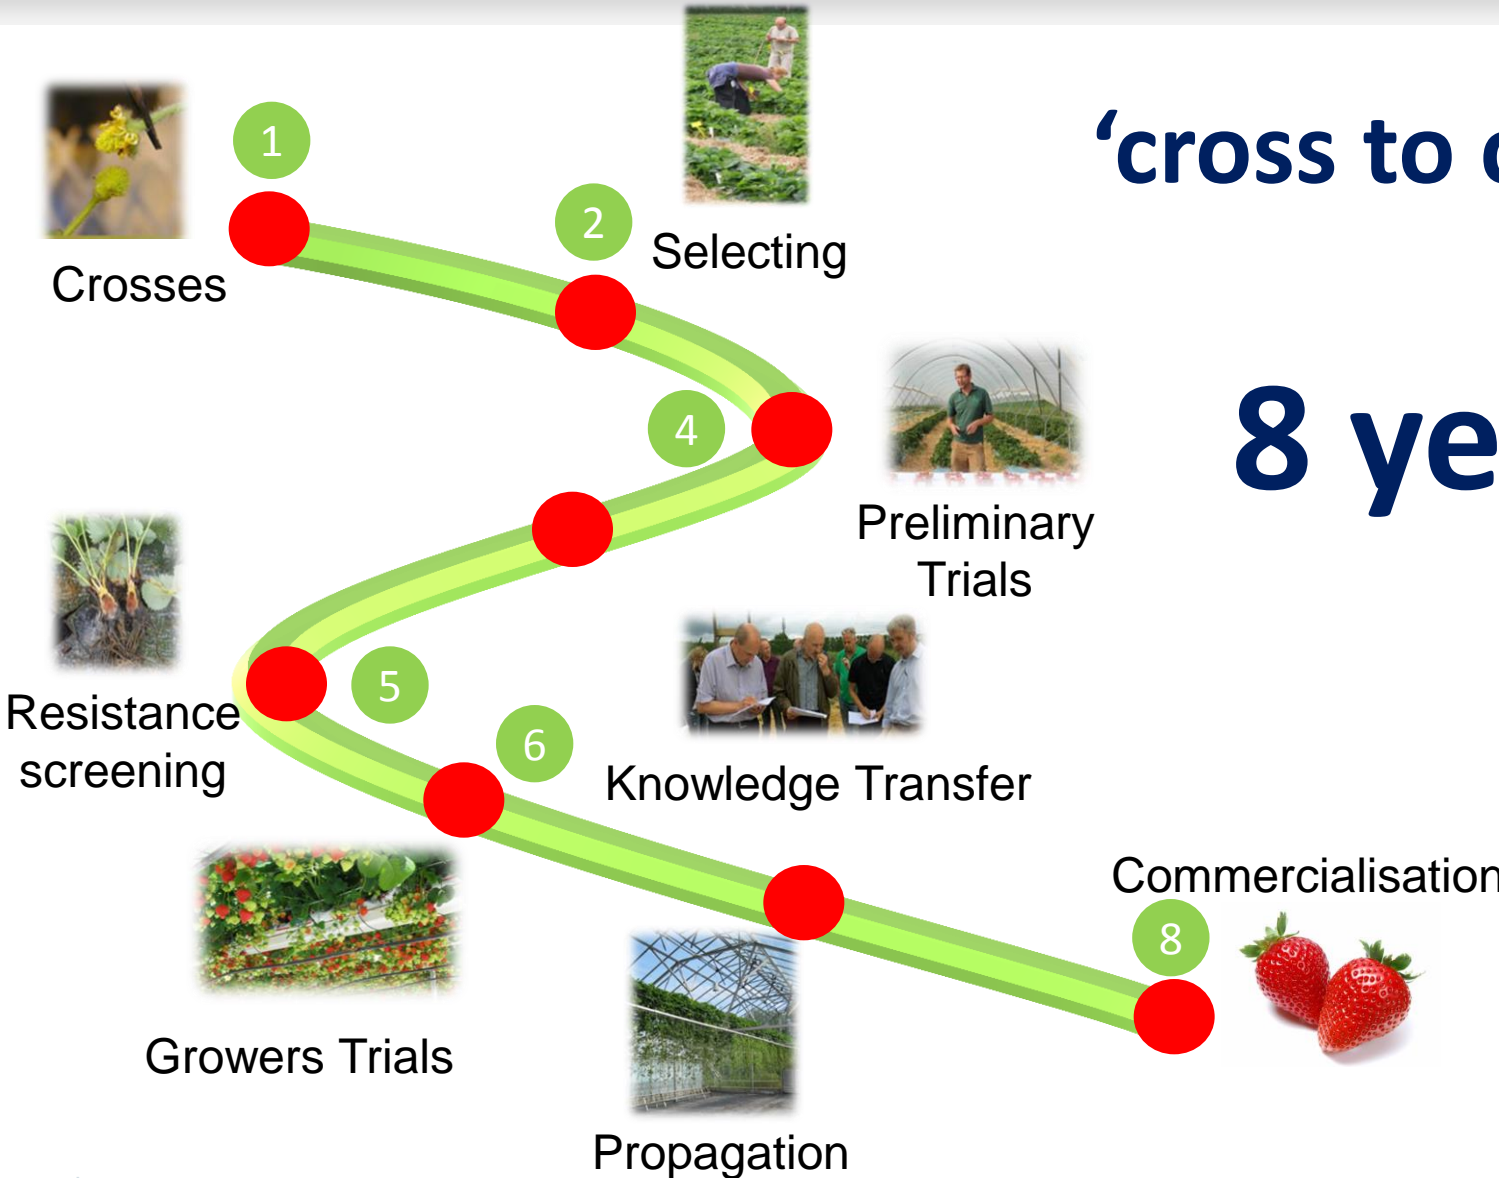 ‘cross to
8 ye
1
Crosses
2
Selecting
4
Preliminary
Trials
5
Resistance
screening
6
Knowledge Transfer
Growers Trials
Propagation
Commercialisation
8